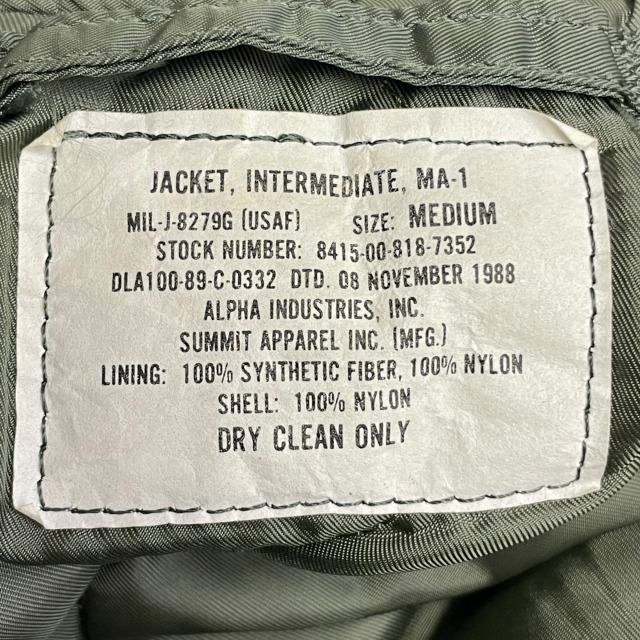 JACKET, INTERMEDIATE, MA-1
MIL-J-8279G (USAF) SIZE: MEDIUM
STOCK NUMBER: 8415-00-818-7352
DLA100-89-C-0332 DTD. 08 NOVEMBER 1988
ALPHA INDUSTRIES, INC.
SUMMIT APPAREL INC. (MFG.)
LINING: 100% SYNTHETIC FIBER, 100% NYLON
SHELL: 100% NYLON
DRY CLEAN ONLY